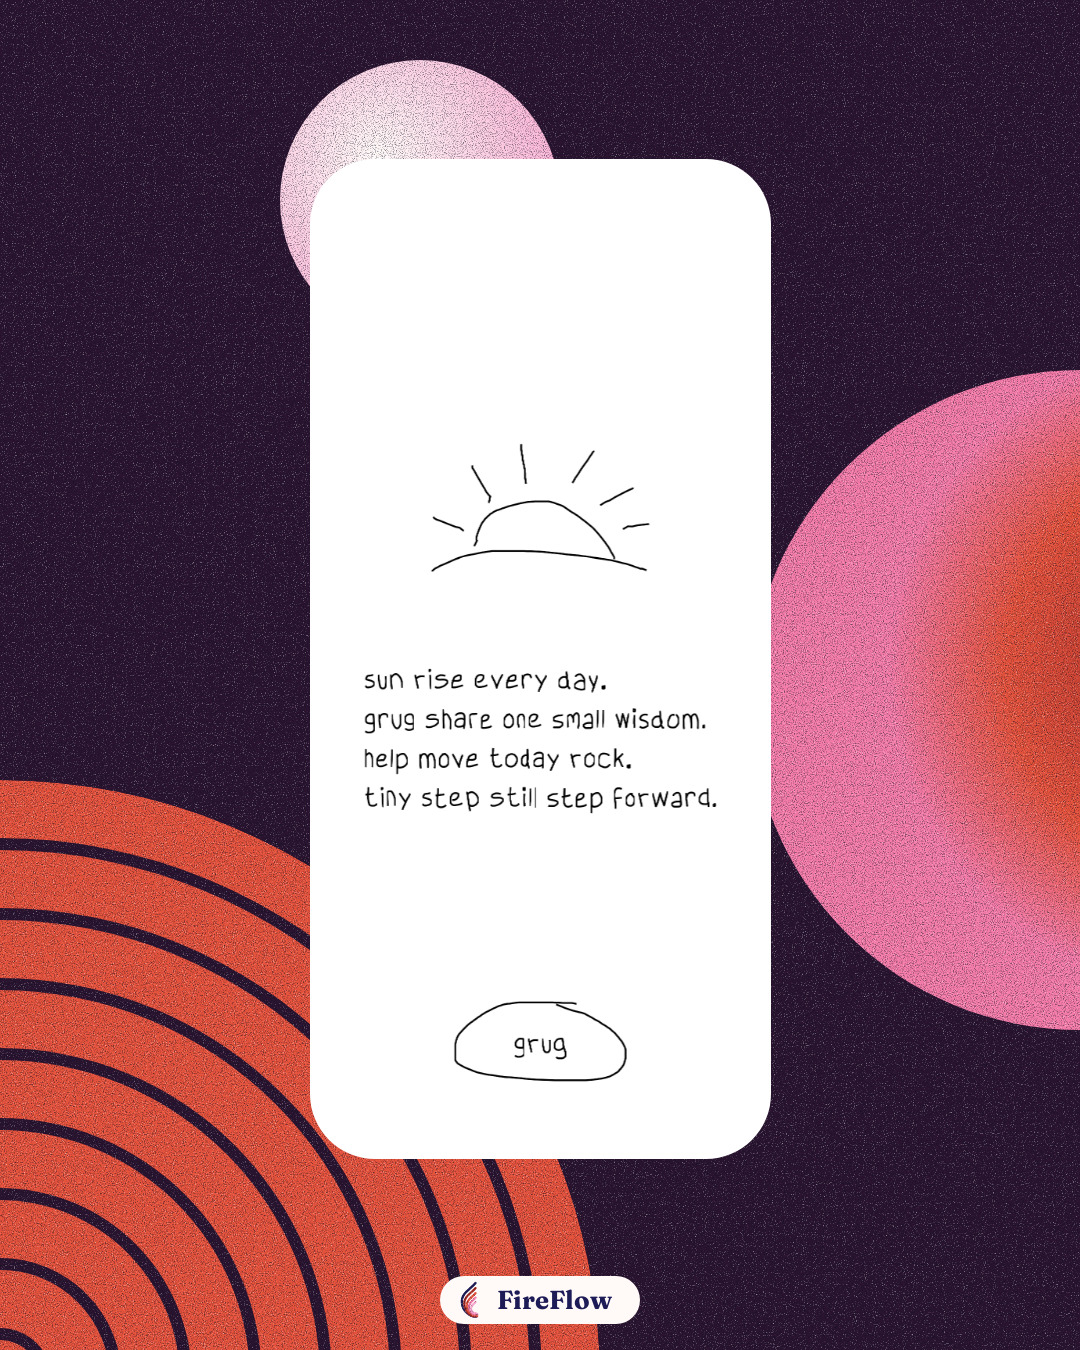 sun rise every day.
grug share one small wisdom.
help move today rock.
tiny step still step forward.
grug
FireFlow